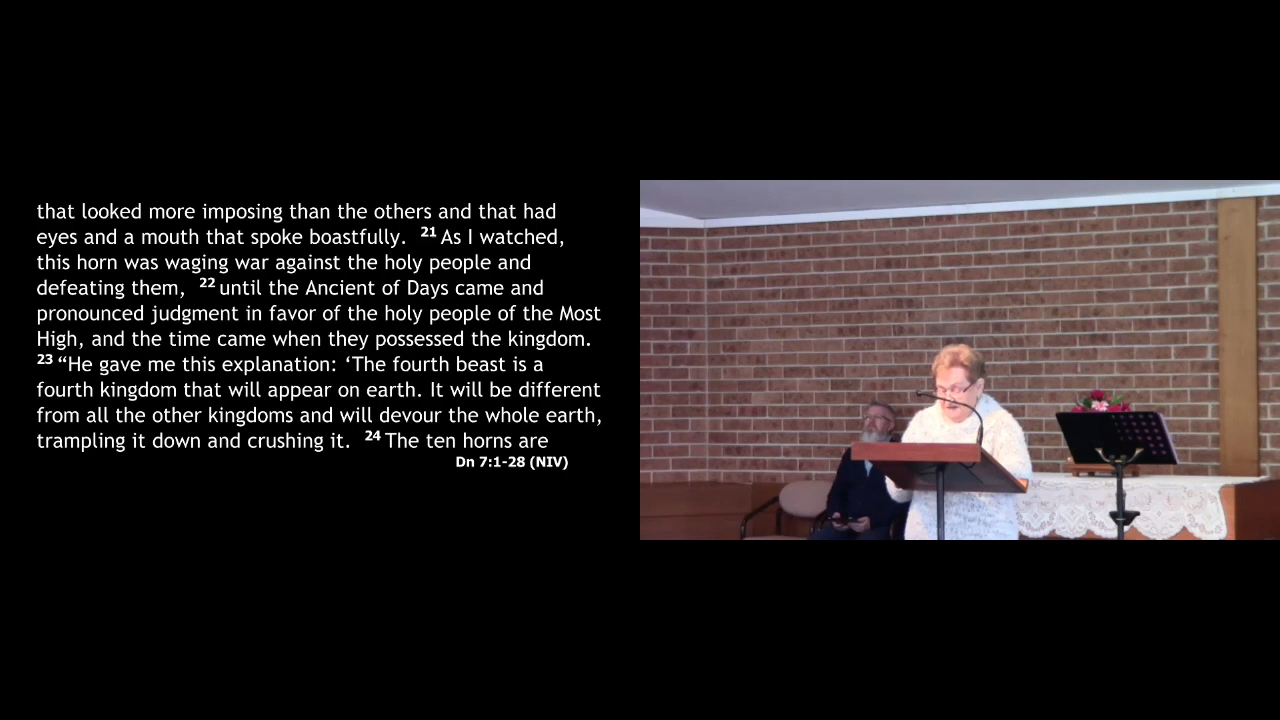 that looked more imposing than the others and that had
eyes and a mouth that spoke boastfully. 21 As I watched,
this horn was waging war against the holy people and
defeating them, 22 until the Ancient of Days came and
pronounced judgment in favor of the holy people of the Most
High, and the time came when they possessed the kingdom.
23 “He gave me this explanation: ‘The fourth beast is a
fourth kingdom that will appear on earth. It will be different
from all the other kingdoms and will devour the whole earth,
trampling it down and crushing it. 24 The ten horns are
Dn 7:1-28 (NIV)